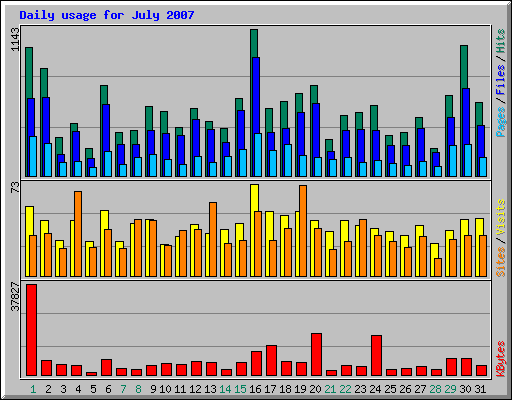 Daily usage for July 2007
1143
Pages / Files / Hits
73
Sites / Visits
37827
KBytes
1 2 3 4 5 6 7 8 9 10 11 12 13 14 15 16 17 18 19 20 21 22 23 24 25 26 27 28 29 30 31